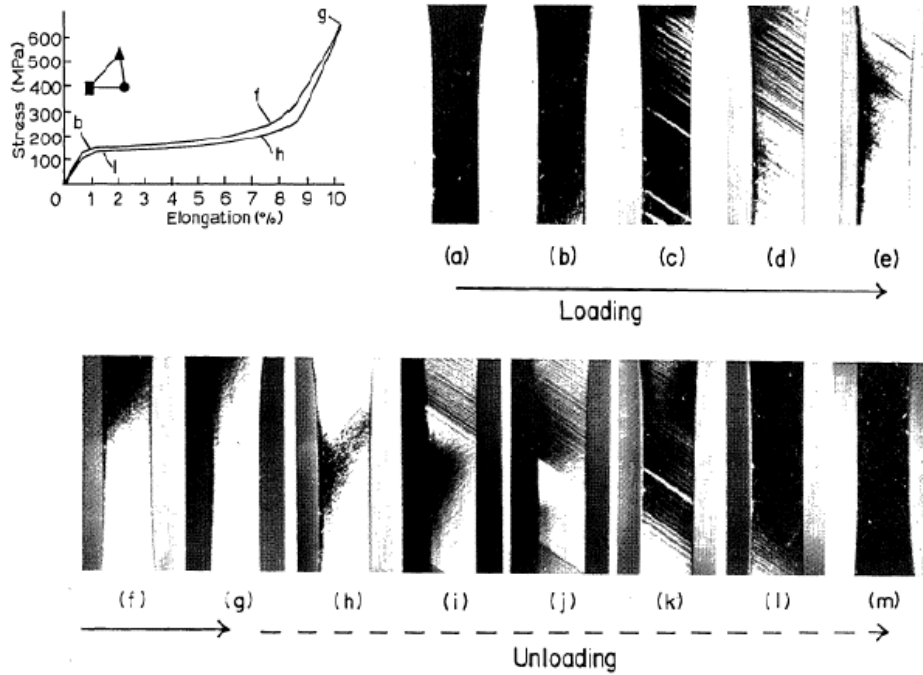 600
500
400
300
200
100
Stress (MPa)
g
f
b
h
l
0 1 2 3 4 5 6 7 8 9 10
Elongation (%)
(a) (b) (c) (d) (e)
Loading
(f) (g) (h) (i) (j) (k) (l) (m)
Unloading